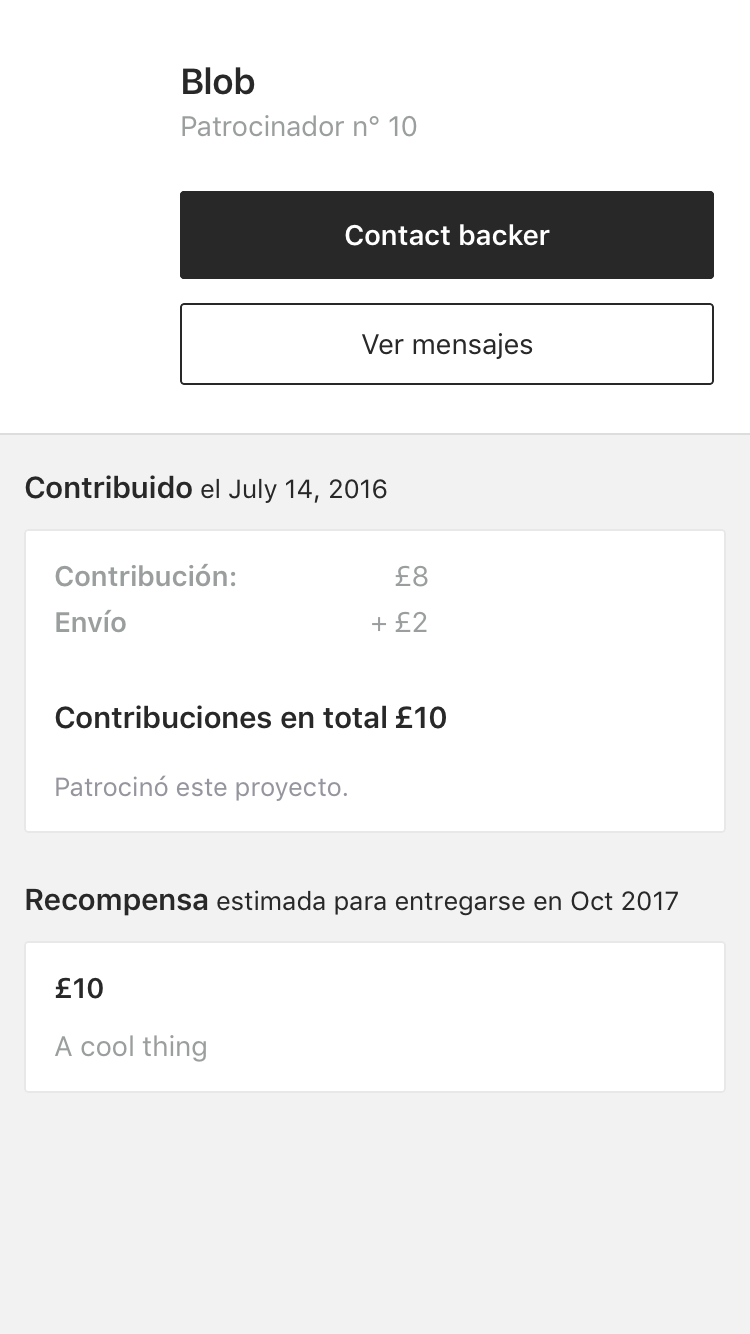 Blob
Patrocinador n° 10
Contact backer
Ver mensajes
Contribuido el July 14, 2016
Contribución: £8
Envío + £2
Contribuciones en total £10
Patrocinó este proyecto.
Recompensa estimada para entregarse en Oct 2017
£10
A cool thing